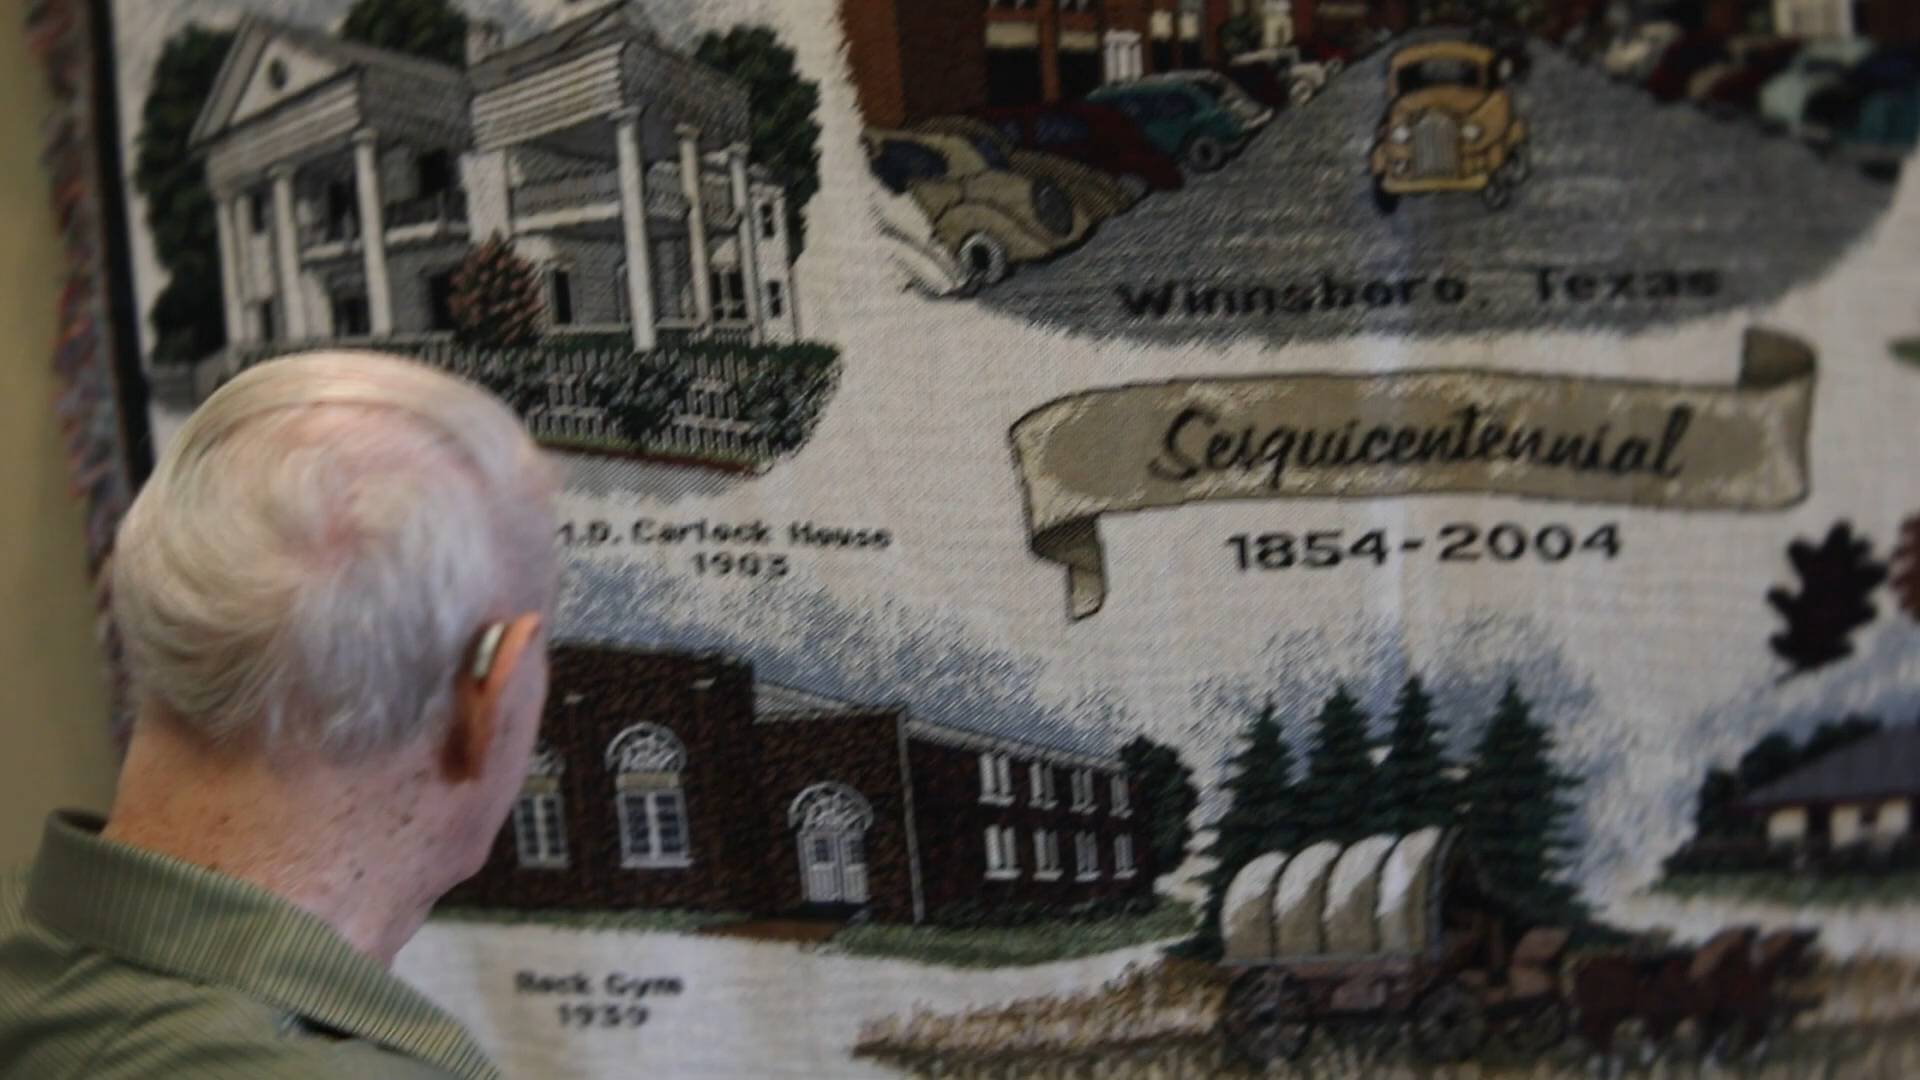 Winnsboro, Texas
Sesquicentennial
1854-2004
.D. Carlock House
1903
Rock Gym
1939